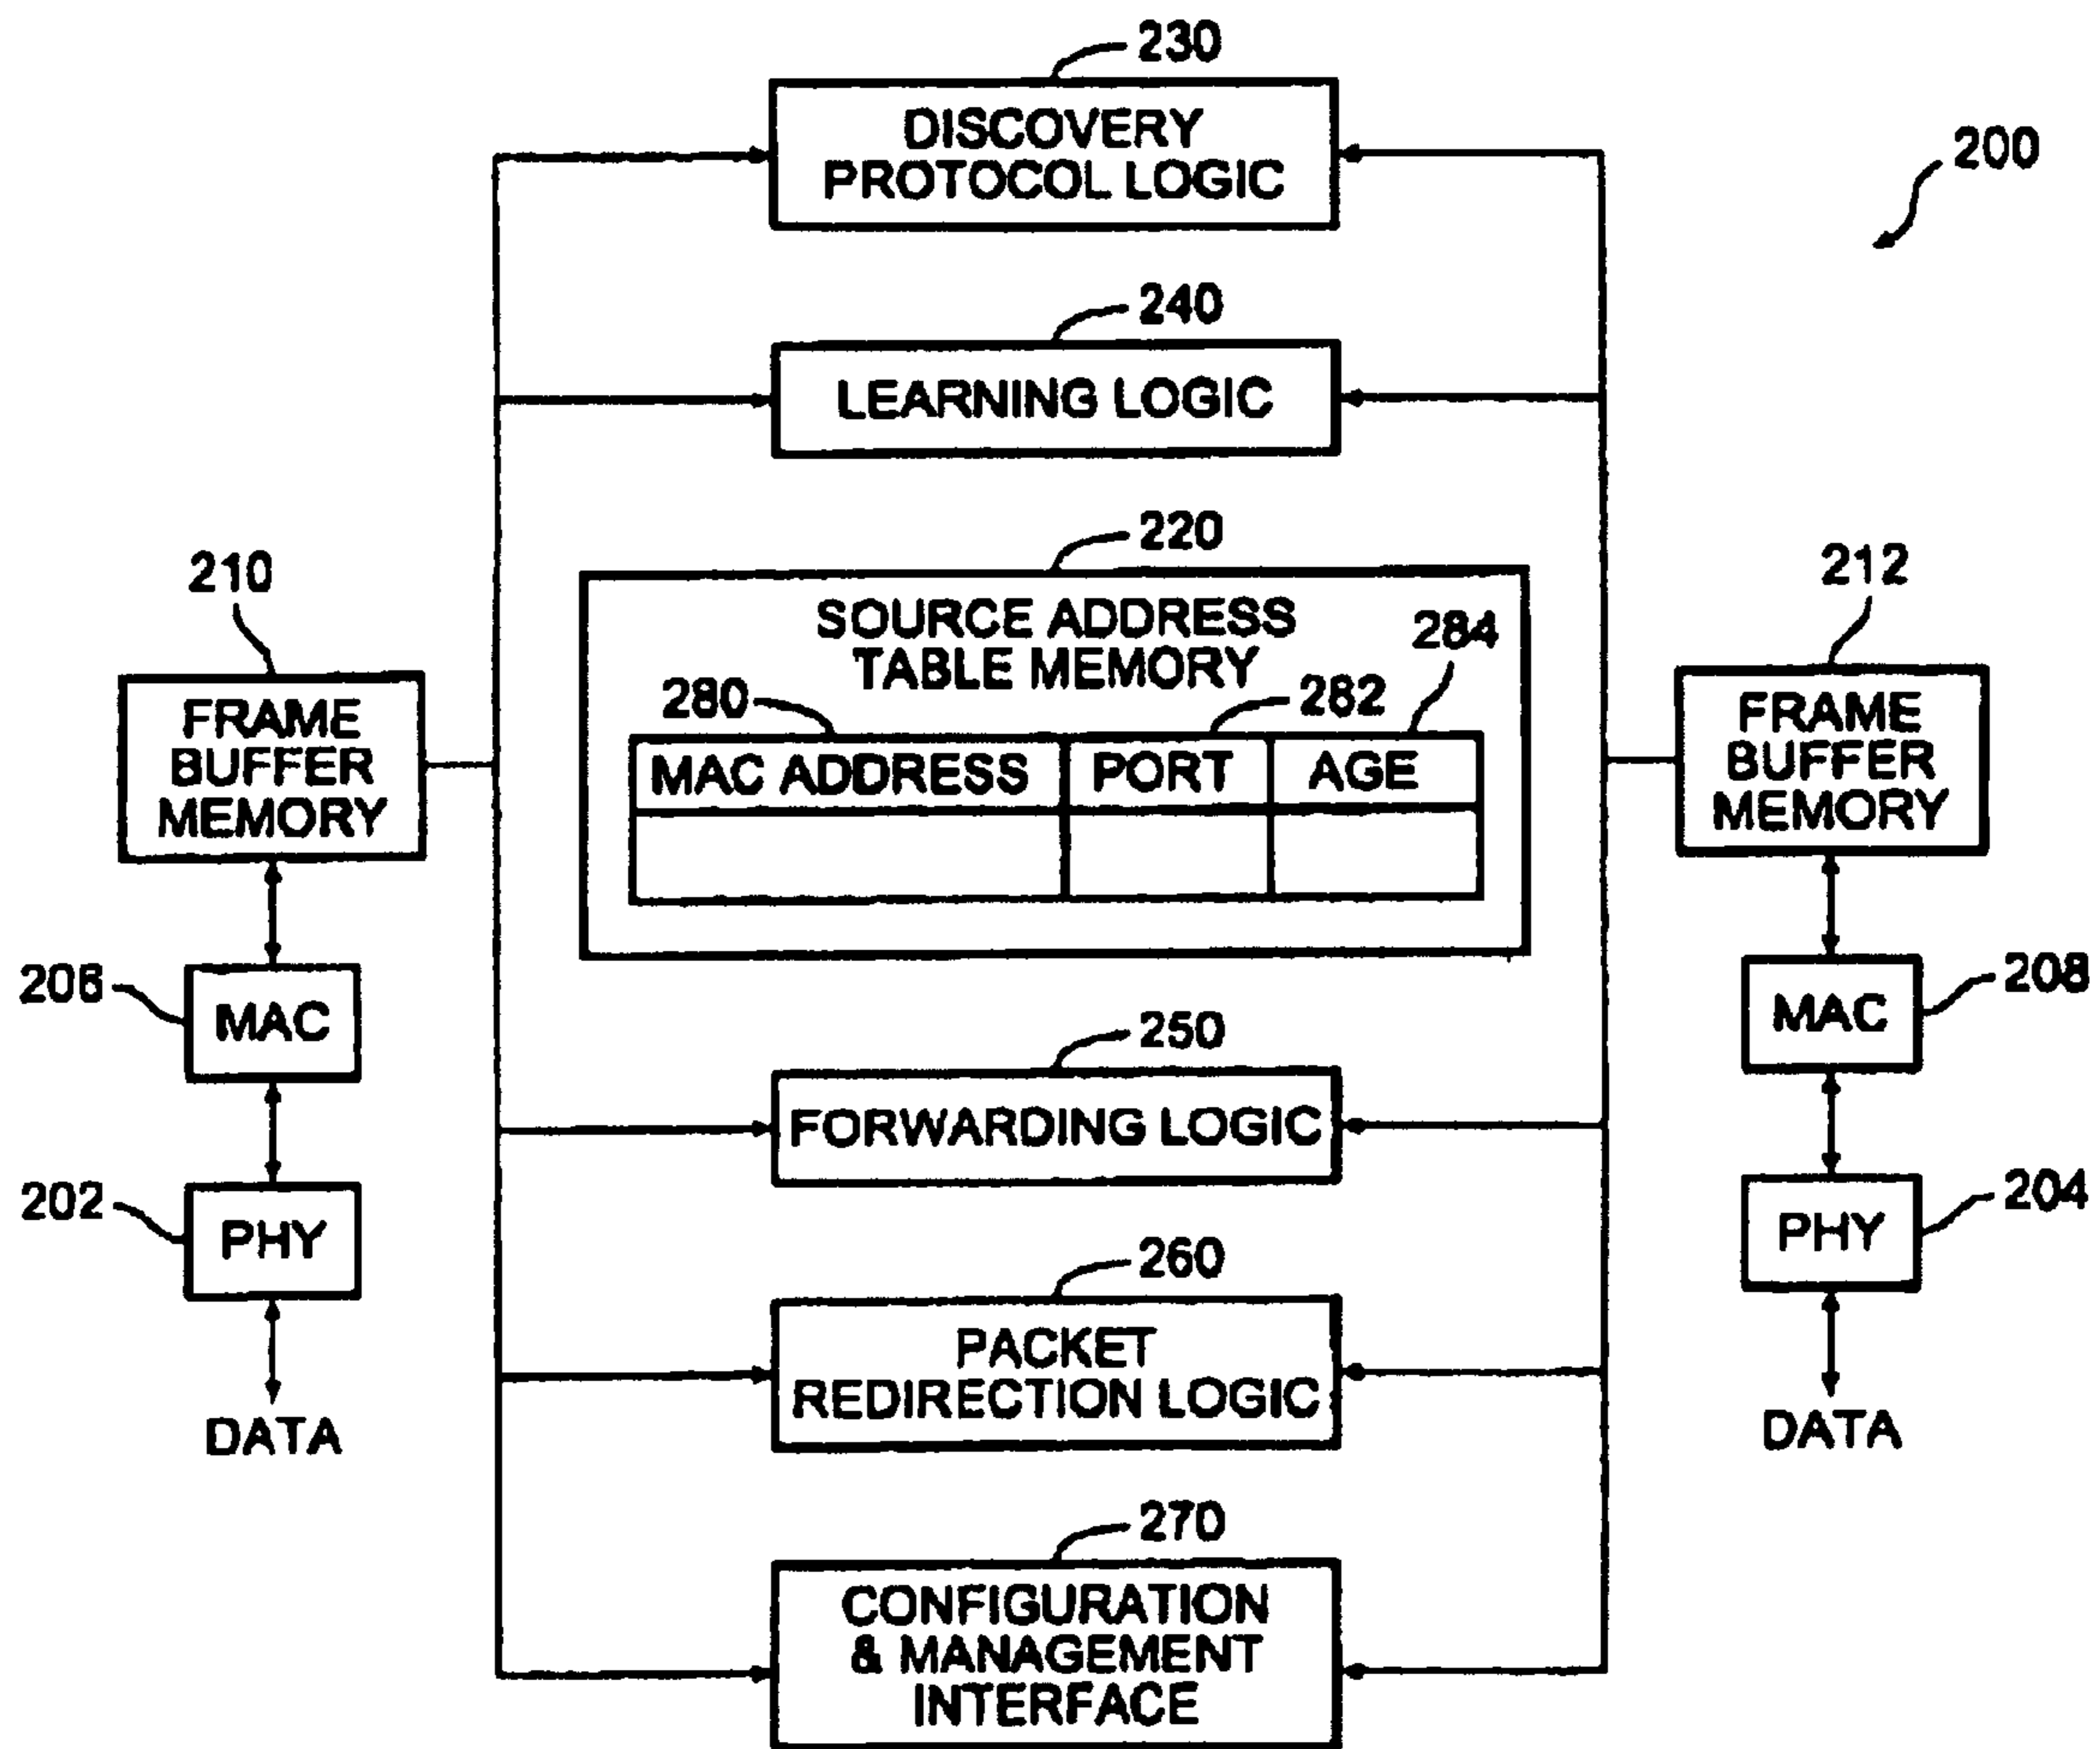 230
DISCOVERY
PROTOCOL LOGIC
200
240
LEARNING LOGIC
220
SOURCE ADDRESS
TABLE MEMORY
280
282
284
MAC ADDRESS
PORT
AGE
210
FRAME
BUFFER
MEMORY
212
FRAME
BUFFER
MEMORY
206
MAC
208
MAC
250
FORWARDING LOGIC
202
PHY
204
PHY
260
PACKET
REDIRECTION LOGIC
DATA
DATA
270
CONFIGURATION
& MANAGEMENT
INTERFACE